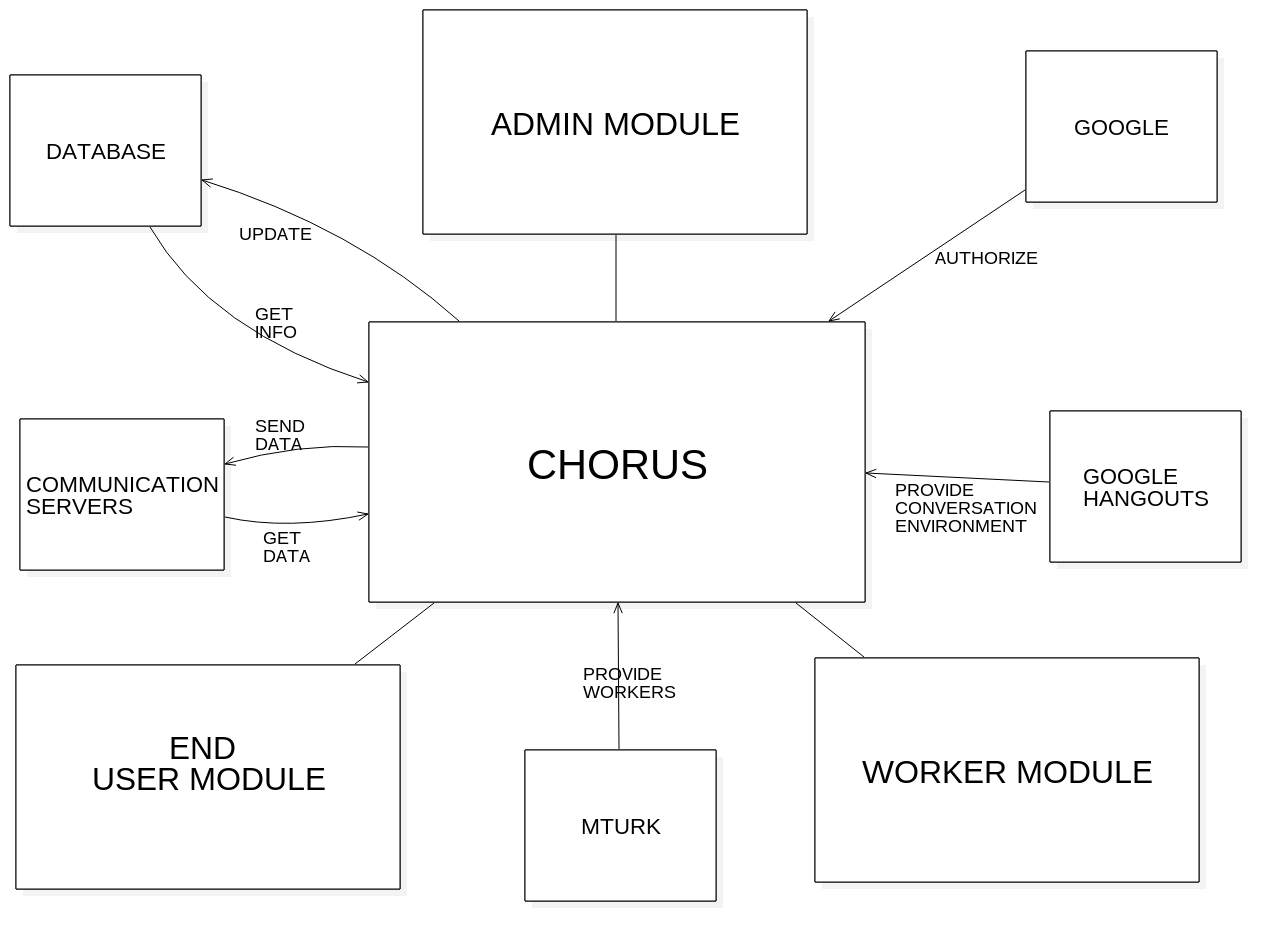 ADMIN MODULE
GOOGLE
DATABASE
UPDATE
AUTHORIZE
GET
INFO
SEND
DATA
CHORUS
COMMUNICATION
SERVERS
GOOGLE
HANGOUTS
PROVIDE
CONVERSATION
ENVIRONMENT
GET
DATA
PROVIDE
WORKERS
END
USER MODULE
WORKER MODULE
MTURK